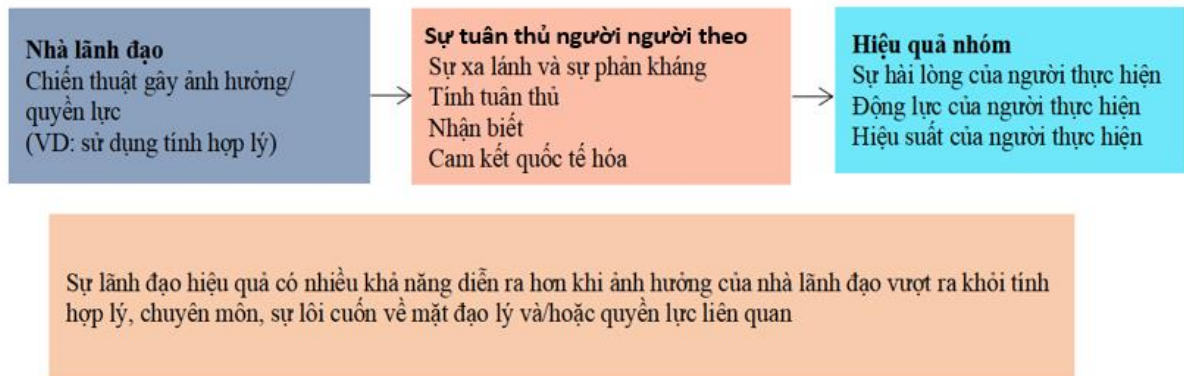 Nhà lãnh đạo
Chiến thuật gây ảnh hưởng/
quyền lực
(VD: sử dụng tính hợp lý)
Sự tuân thủ người người theo
Sự xa lánh và sự phản kháng
Tính tuân thủ
Nhận biết
Cam kết quốc tế hóa
Hiệu quả nhóm
Sự hài lòng của người thực hiện
Động lực của người thực hiện
Hiệu suất của người thực hiện
Sự lãnh đạo hiệu quả có nhiều khả năng diễn ra hơn khi ảnh hưởng của nhà lãnh đạo vượt ra khỏi tính
hợp lý, chuyên môn, sự lôi cuốn về mặt đạo lý và/hoặc quyền lực liên quan